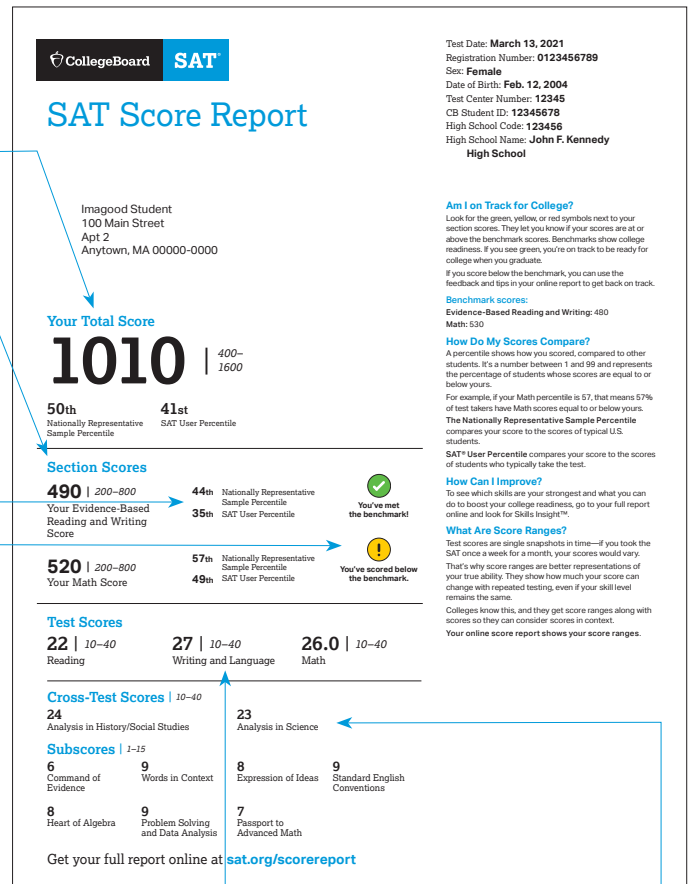 CollegeBoard
SAT®
SAT Score Report
Test Date: March 13, 2021
Registration Number: 0123456789
Sex: Female
Date of Birth: Feb. 12, 2004
Test Center Number: 12345
CB Student ID: 12345678
High School Code: 123456
High School Name: John F. Kennedy
High School
Imagood Student
100 Main Street
Apt 2
Anytown, MA 00000-0000
Your Total Score
1010 | 400–
1600
50th
Nationally Representative
Sample Percentile
41st
SAT User Percentile
Section Scores
490 | 200–800
Your Evidence-Based
Reading and Writing
Score
44th Nationally Representative
Sample Percentile
35th SAT User Percentile
You've met
the benchmark!
520 | 200–800
Your Math Score
57th Nationally Representative
Sample Percentile
49th SAT User Percentile
!
You've scored below
the benchmark.
Test Scores
22 | 10–40
Reading
27 | 10–40
Writing and Language
26.0 | 10–40
Math
Cross-Test Scores | 10–40
24
Analysis in History/Social Studies
23
Analysis in Science
Subscores | 1–15
6
Command of
Evidence
9
Words in Context
8
Expression of Ideas
9
Standard English
Conventions
8
Heart of Algebra
9
Problem Solving
and Data Analysis
7
Passport to
Advanced Math
Get your full report online at sat.org/scorereport
Am I on Track for College?
Look for the green, yellow, or red symbols next to your
section scores. They let you know if your scores are at or
above the benchmark scores. Benchmarks show college
readiness. If you see green, you're on track to be ready for
college when you graduate.
If you score below the benchmark, you can use the
feedback and tips in your online report to get back on track.
Benchmark scores:
Evidence-Based Reading and Writing: 480
Math: 530
How Do My Scores Compare?
A percentile shows how you scored, compared to other
students. It's a number between 1 and 99 and represents
the percentage of students whose scores are equal to or
below yours.
For example, if your Math percentile is 57, that means 57%
of test takers have Math scores equal to or below yours.
The Nationally Representative Sample Percentile
compares your score to the scores of typical U.S.
students.
SAT® User Percentile compares your score to the scores
of students who typically take the test.
How Can I Improve?
To see which skills are your strongest and what you can
do to boost your college readiness, go to your full report
online and look for Skills Insight™.
What Are Score Ranges?
Test scores are single snapshots in time—if you took the
SAT once a week for a month, your scores would vary.
That's why score ranges are better representations of
your true ability. They show how much your score can
change with repeated testing, even if your skill level
remains the same.
Colleges know this, and they get score ranges along with
scores so they can consider scores in context.
Your online score report shows your score ranges.